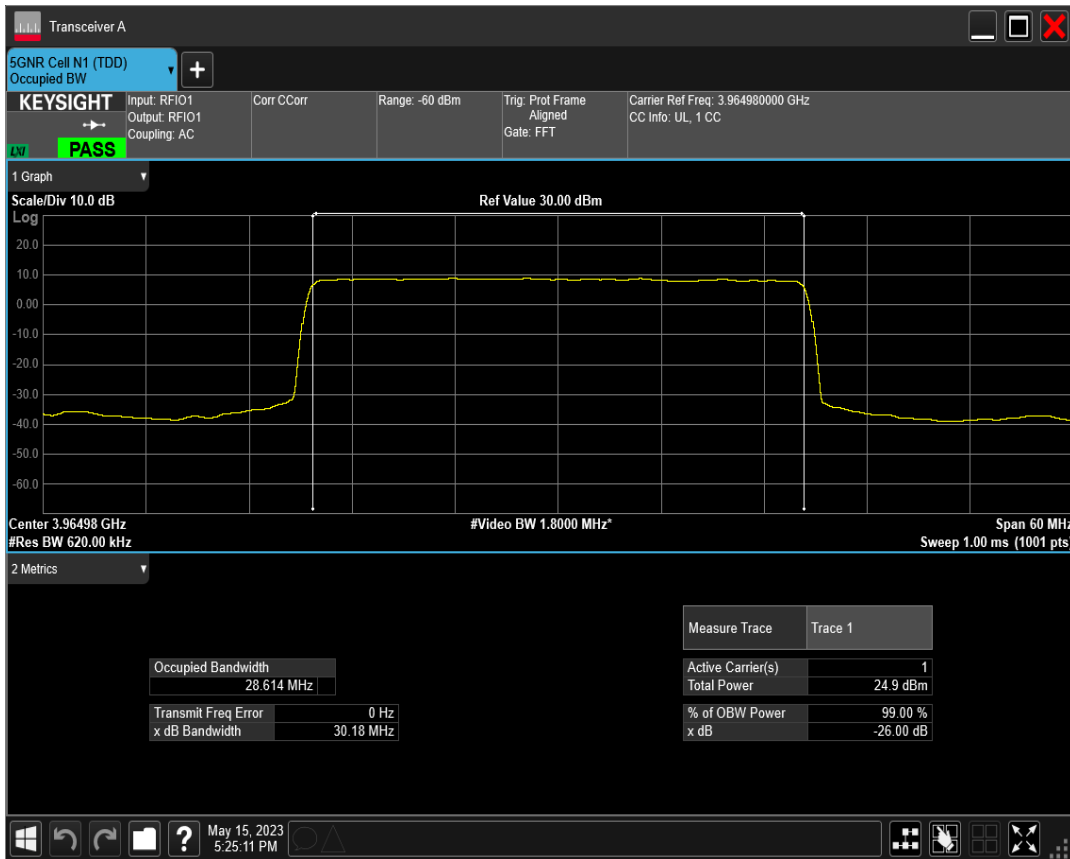 Transceiver A
5GNR Cell N1 (TDD)
Occupied BW
+
KEYSIGHT
LXI
PASS
Input: RFIO1
Output: RFIO1
Coupling: AC
Corr CCorr
Range: -60 dBm
Trig: Prot Frame
Aligned
Gate: FFT
Carrier Ref Freq: 3.964980000 GHz
CC Info: UL, 1 CC
1 Graph
Scale/Div 10.0 dB
Ref Value 30.00 dBm
Log
20.0
10.0
0.00
-10.0
-20.0
-30.0
-40.0
-50.0
-60.0
Center 3.96498 GHz
#Video BW 1.8000 MHz*
Span 60 MHz
#Res BW 620.00 kHz
Sweep 1.00 ms (1001 pts)
2 Metrics
Measure Trace Trace 1
Occupied Bandwidth
28.614 MHz
Active Carrier(s) 1
Total Power 24.9 dBm
Transmit Freq Error 0 Hz
x dB Bandwidth 30.18 MHz
% of OBW Power 99.00 %
x dB -26.00 dB
?
May 15, 2023
5:25:11 PM